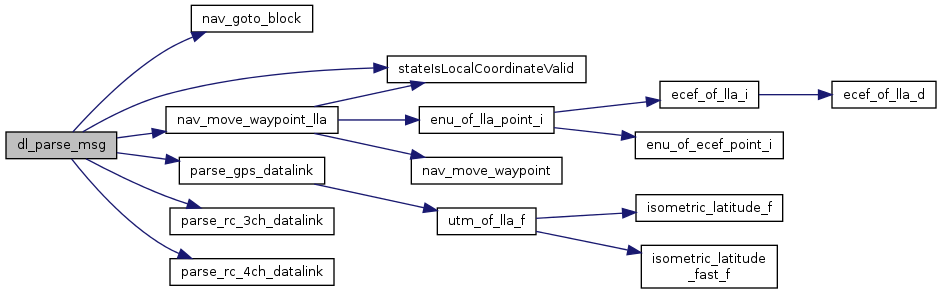 nav_goto_block
stateIsLocalCoordinateValid
ecef_of_lla_i
ecef_of_lla_d
nav_move_waypoint_lla
enu_of_lla_point_i
dl_parse_msg
enu_of_ecef_point_i
parse_gps_datalink
nav_move_waypoint
isometric_latitude_f
parse_rc_3ch_datalink
utm_of_lla_f
isometric_latitude
_fast_f
parse_rc_4ch_datalink